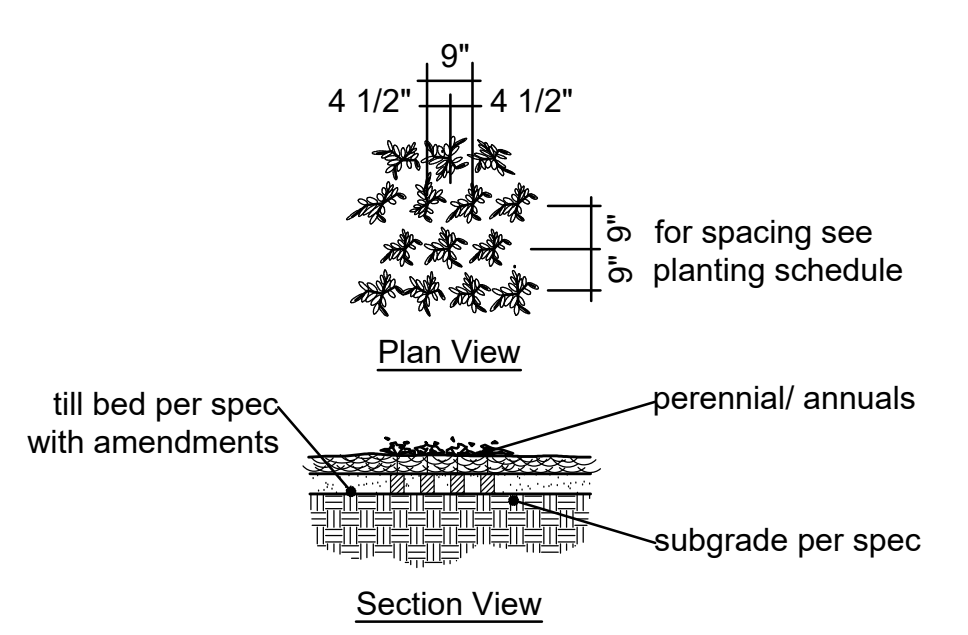 9"
4 1/2" 4 1/2"
9"
9"
for spacing see
planting schedule
Plan View
till bed per spec
with amendments
perennial/ annuals
subgrade per spec
Section View